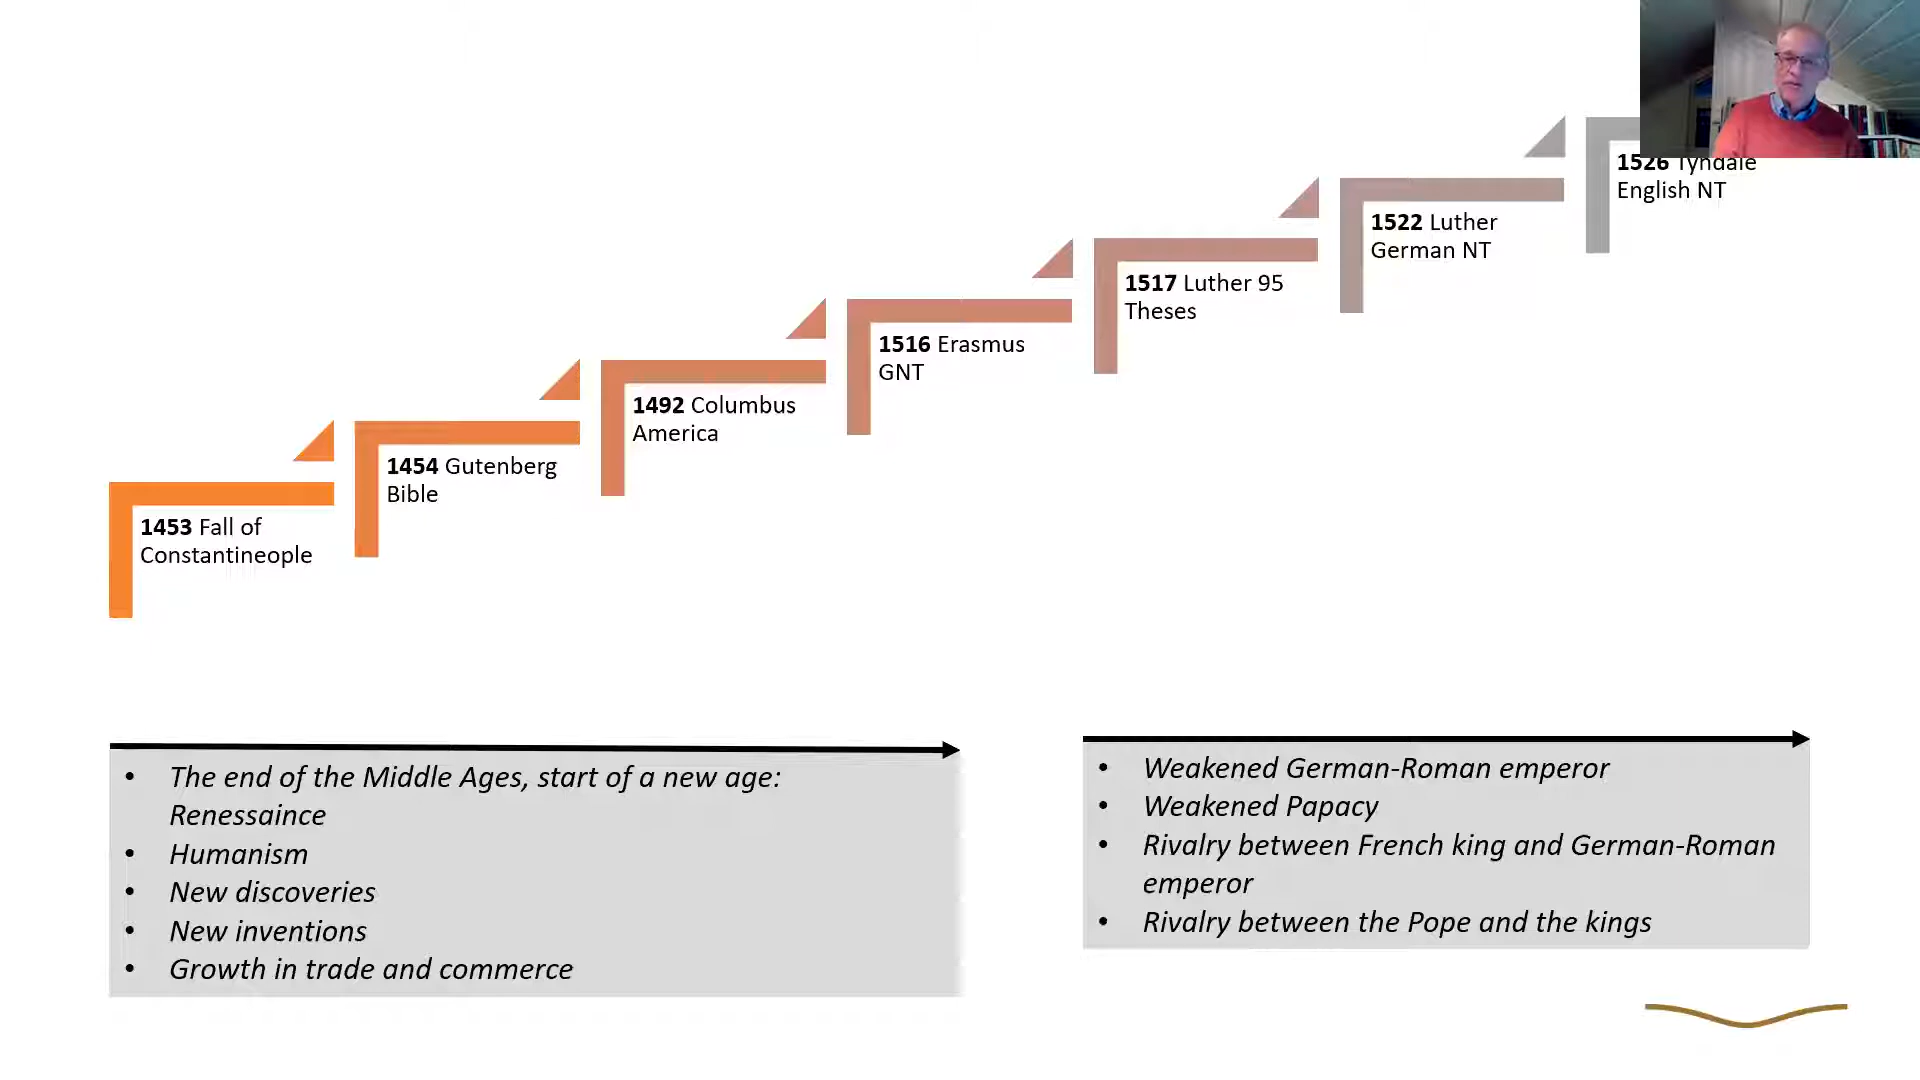 1453 Fall of
Constantineople
1454 Gutenberg
Bible
1492 Columbus
America
1516 Erasmus
GNT
1517 Luther 95
Theses
1522 Luther
German NT
1526 Tyndale
English NT
• The end of the Middle Ages, start of a new age:
Renessaince
• Humanism
• New discoveries
• New inventions
• Growth in trade and commerce
• Weakened German-Roman emperor
• Weakened Papacy
• Rivalry between French king and German-Roman
emperor
• Rivalry between the Pope and the kings